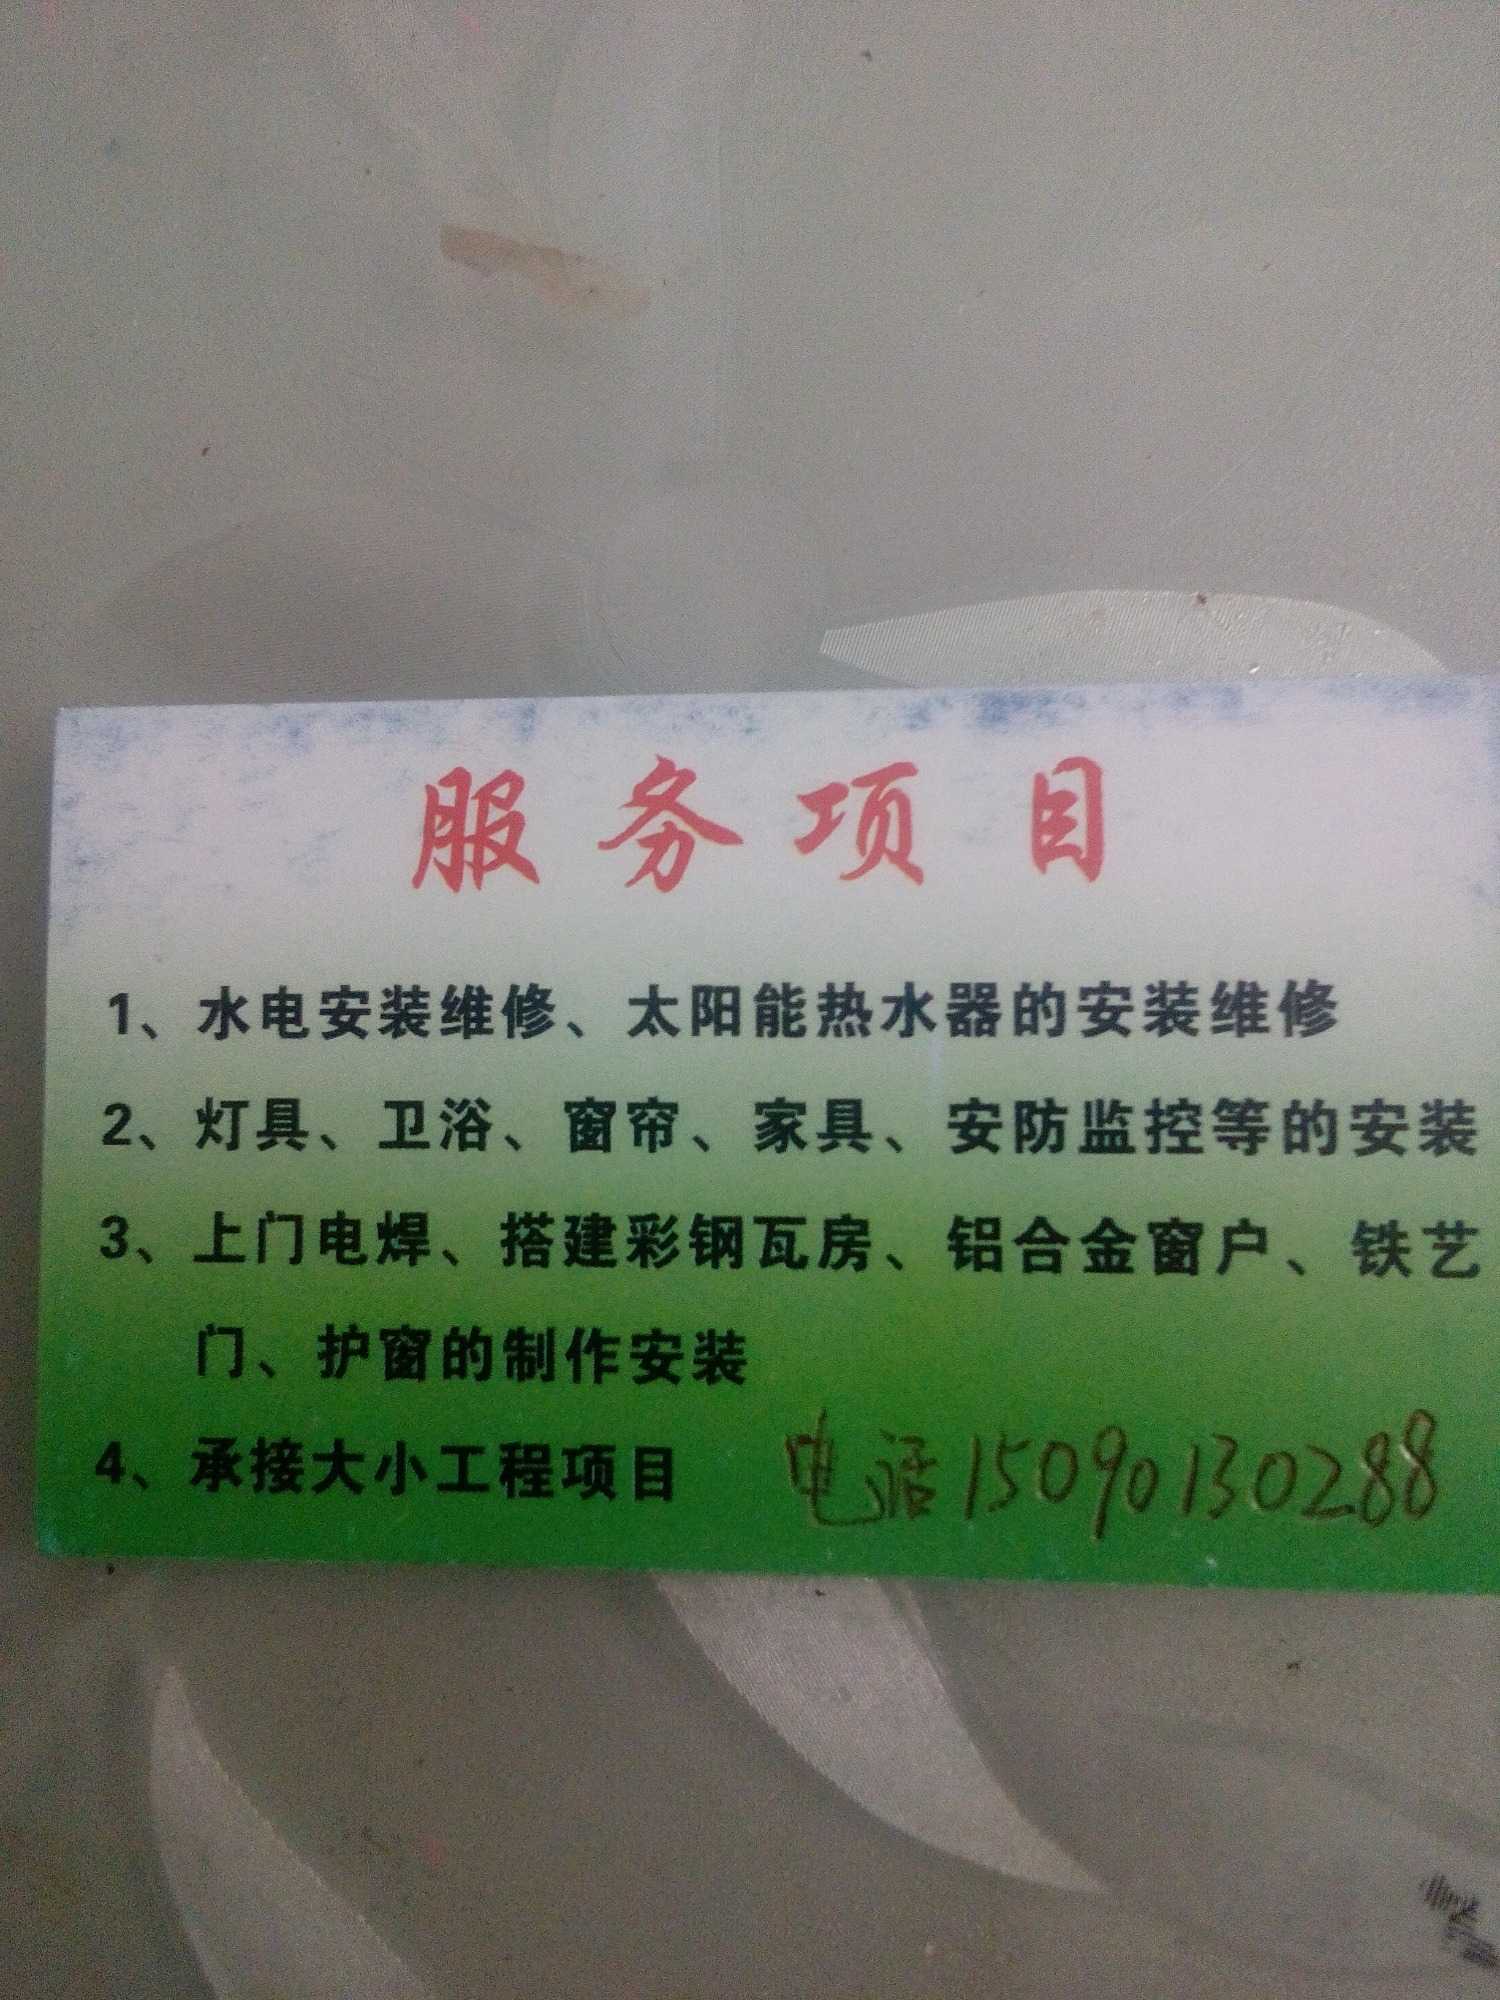 服务项目
1、水电安装维修、太阳能热水器的安装维修
2、灯具、卫浴、窗帘、家具、安防监控等的安装
3、上门电焊、搭建彩钢瓦房、铝合金窗户、铁艺
门、护窗的制作安装
4、承接大小工程项目
电话15090130288